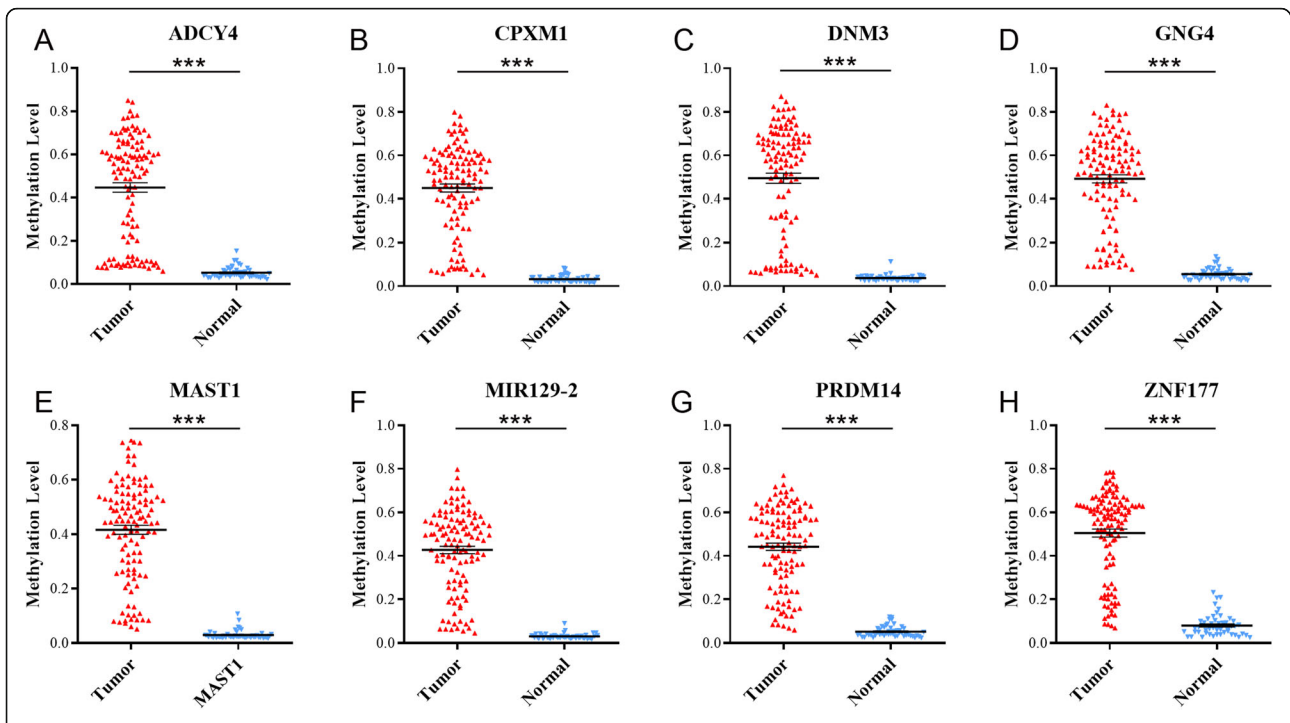 A
ADCY4
***
Methylation Level
1.0
0.8
0.6
0.4
0.2
0.0
Tumor
Normal
B
CPXM1
***
Methylation Level
1.0
0.8
0.6
0.4
0.2
0.0
Tumor
Normal
C
DNM3
***
Methylation Level
1.0
0.8
0.6
0.4
0.2
0.0
Tumor
Normal
D
GNG4
***
Methylation Level
1.0
0.8
0.6
0.4
0.2
0.0
Tumor
Normal
E
MAST1
***
Methylation Level
0.8
0.6
0.4
0.2
0.0
Tumor
MAST1
F
MIR129-2
***
Methylation Level
1.0
0.8
0.6
0.4
0.2
0.0
Tumor
Normal
G
PRDM14
***
Methylation Level
1.0
0.8
0.6
0.4
0.2
0.0
Tumor
Normal
H
ZNF177
***
Methylation Level
1.0
0.8
0.6
0.4
0.2
0.0
Tumor
Normal